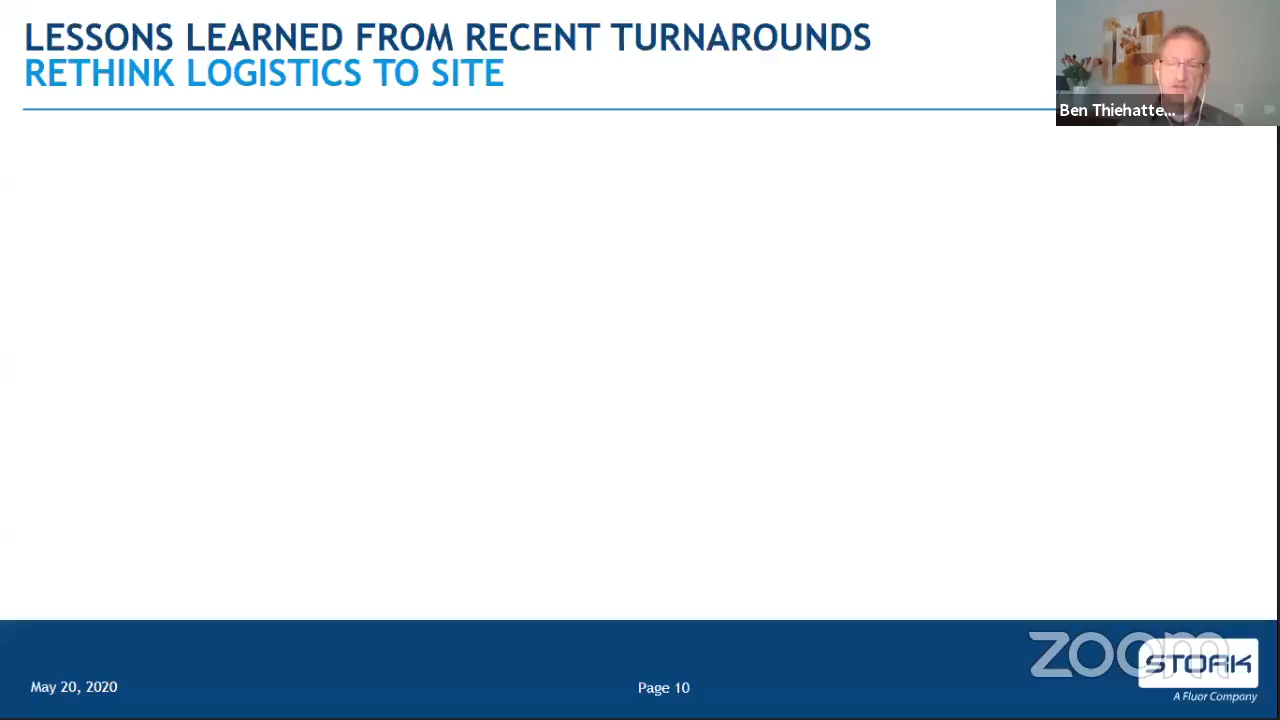 LESSONS LEARNED FROM RECENT TURNAROUNDS
RETHINK LOGISTICS TO SITE
Ben Thiehatte...
May 20, 2020
Page 10
zoom
STORK
A Fluor Company